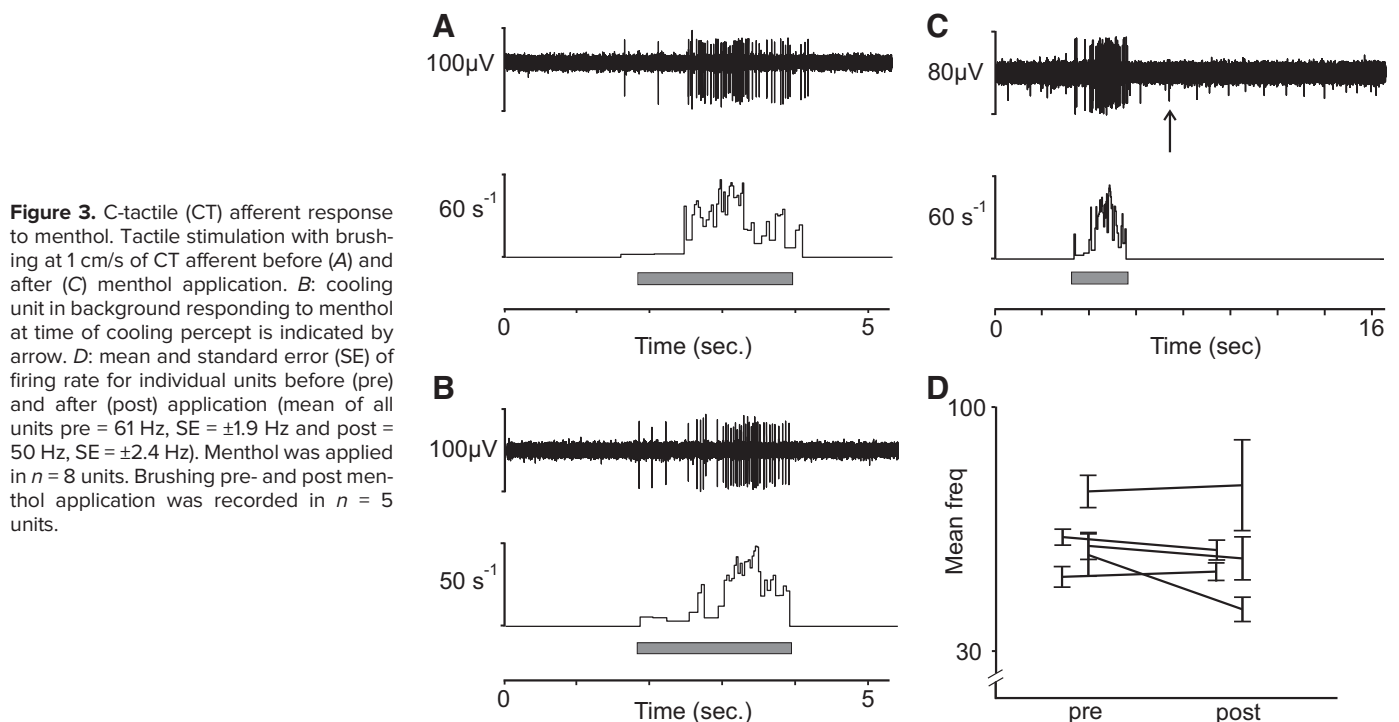 Figure 3. C-tactile (CT) afferent response
to menthol. Tactile stimulation with brush-
ing at 1 cm/s of CT afferent before (A) and
after (C) menthol application. B: cooling
unit in background responding to menthol
at time of cooling percept is indicated by
arrow. D: mean and standard error (SE) of
firing rate for individual units before (pre)
and after (post) application (mean of all
units pre = 61 Hz, SE = ±1.9 Hz and post =
50 Hz, SE = ±2.4 Hz). Menthol was applied
in n = 8 units. Brushing pre- and post men-
thol application was recorded in n = 5
units.
A
100µV
60 s-1
0 5
Time (sec.)
B
100µV
50 s-1
0 5
Time (sec.)
C
80µV
60 s-1
0 16
Time (sec)
D
100
Mean freq
30
pre post